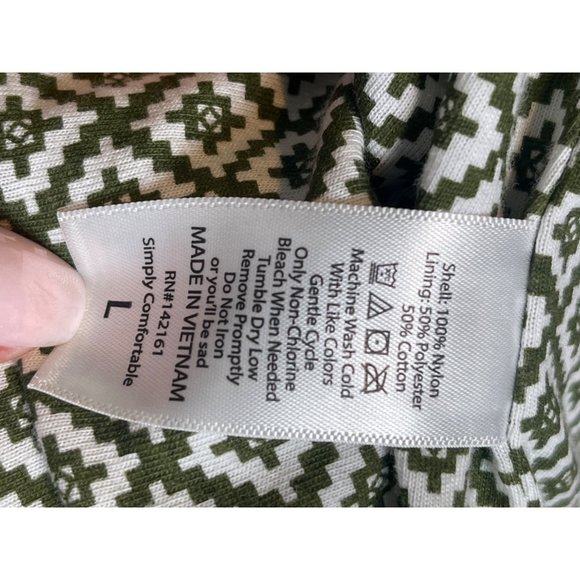 Shell: 100% Nylon
Lining: 50% Polyester
50% Cotton
Machine Wash Cold
With Like Colors
Gentle Cycle
Only Non-Chlorine
Bleach When Needed
Tumble Dry Low
Remove Promptly
Do Not Iron
or you'll be sad
MADE IN VIETNAM
RN#142161
Simply Comfortable
L